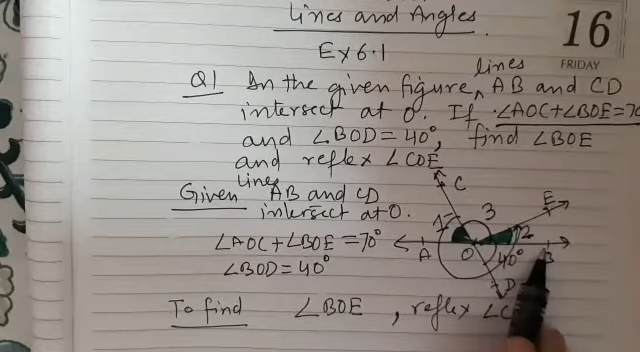 Lines and Angles
16
FRIDAY
Ex 6.1
Q1 In the given figure, lines AB and CD
intersect at O. If ∠AOC+∠BOE=70
and ∠BOD = 40°, find ∠BOE
and reflex ∠COE
Given lines AB and CD
intersect at O.
∠AOC+∠BOE = 70°
∠BOD = 40°
C
E
1
3
2
A
O
40°
B
D
To find ∠BOE , reflex ∠C